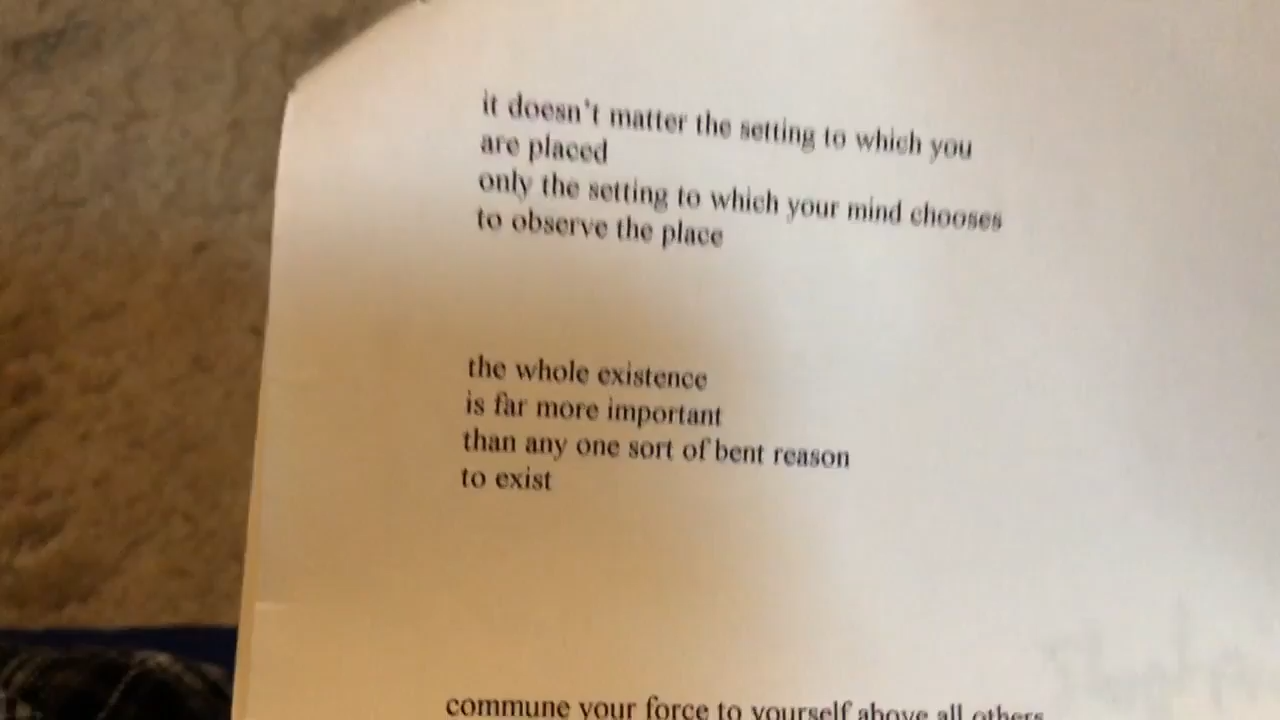 it doesn't matter the setting to which you
are placed
only the setting to which your mind chooses
to observe the place
the whole existence
is far more important
than any one sort of bent reason
to exist
commune your force to yourself above all others